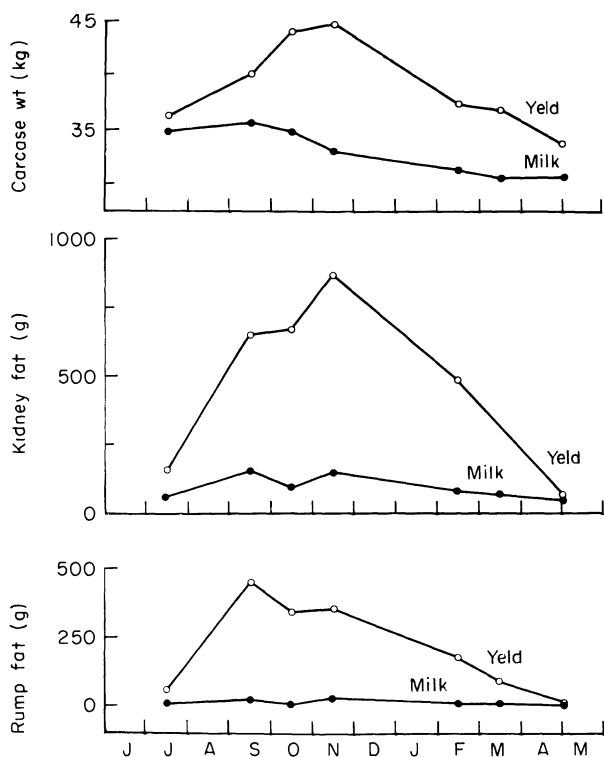 Carcase wt (kg)
45
35
Yeld
Milk
Kidney fat (g)
1000
500
0
Milk
Yeld
Rump fat (g)
500
250
0
Yeld
Milk
J J A S O N D J F M A M